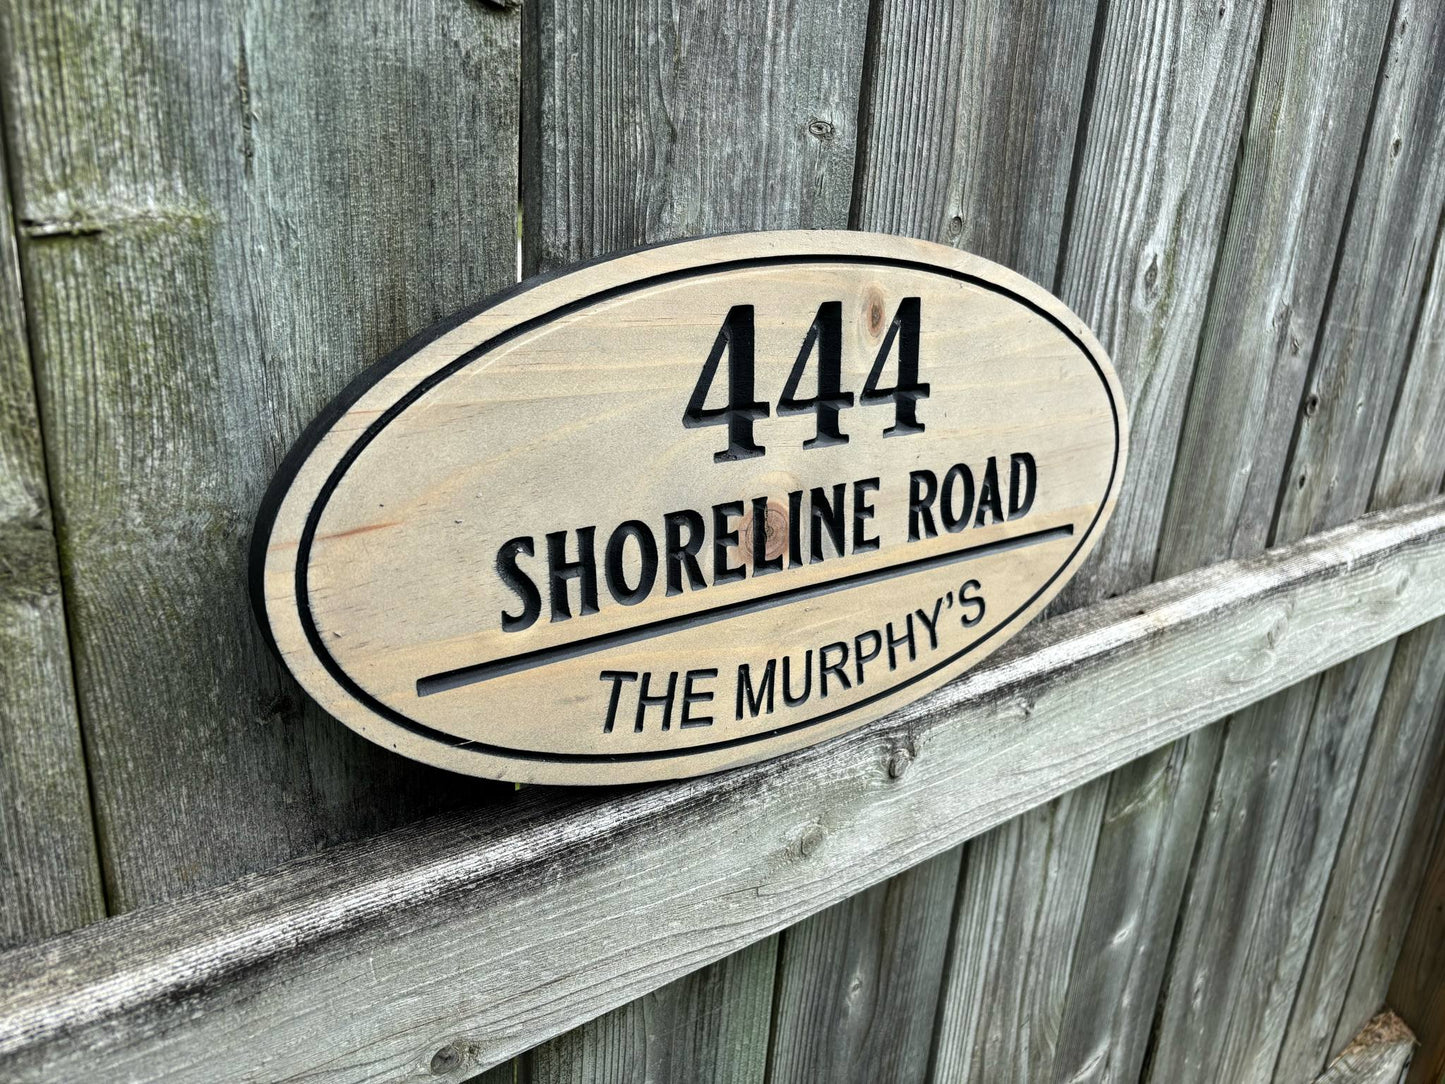 444
SHORELINE ROAD
THE MURPHY'S